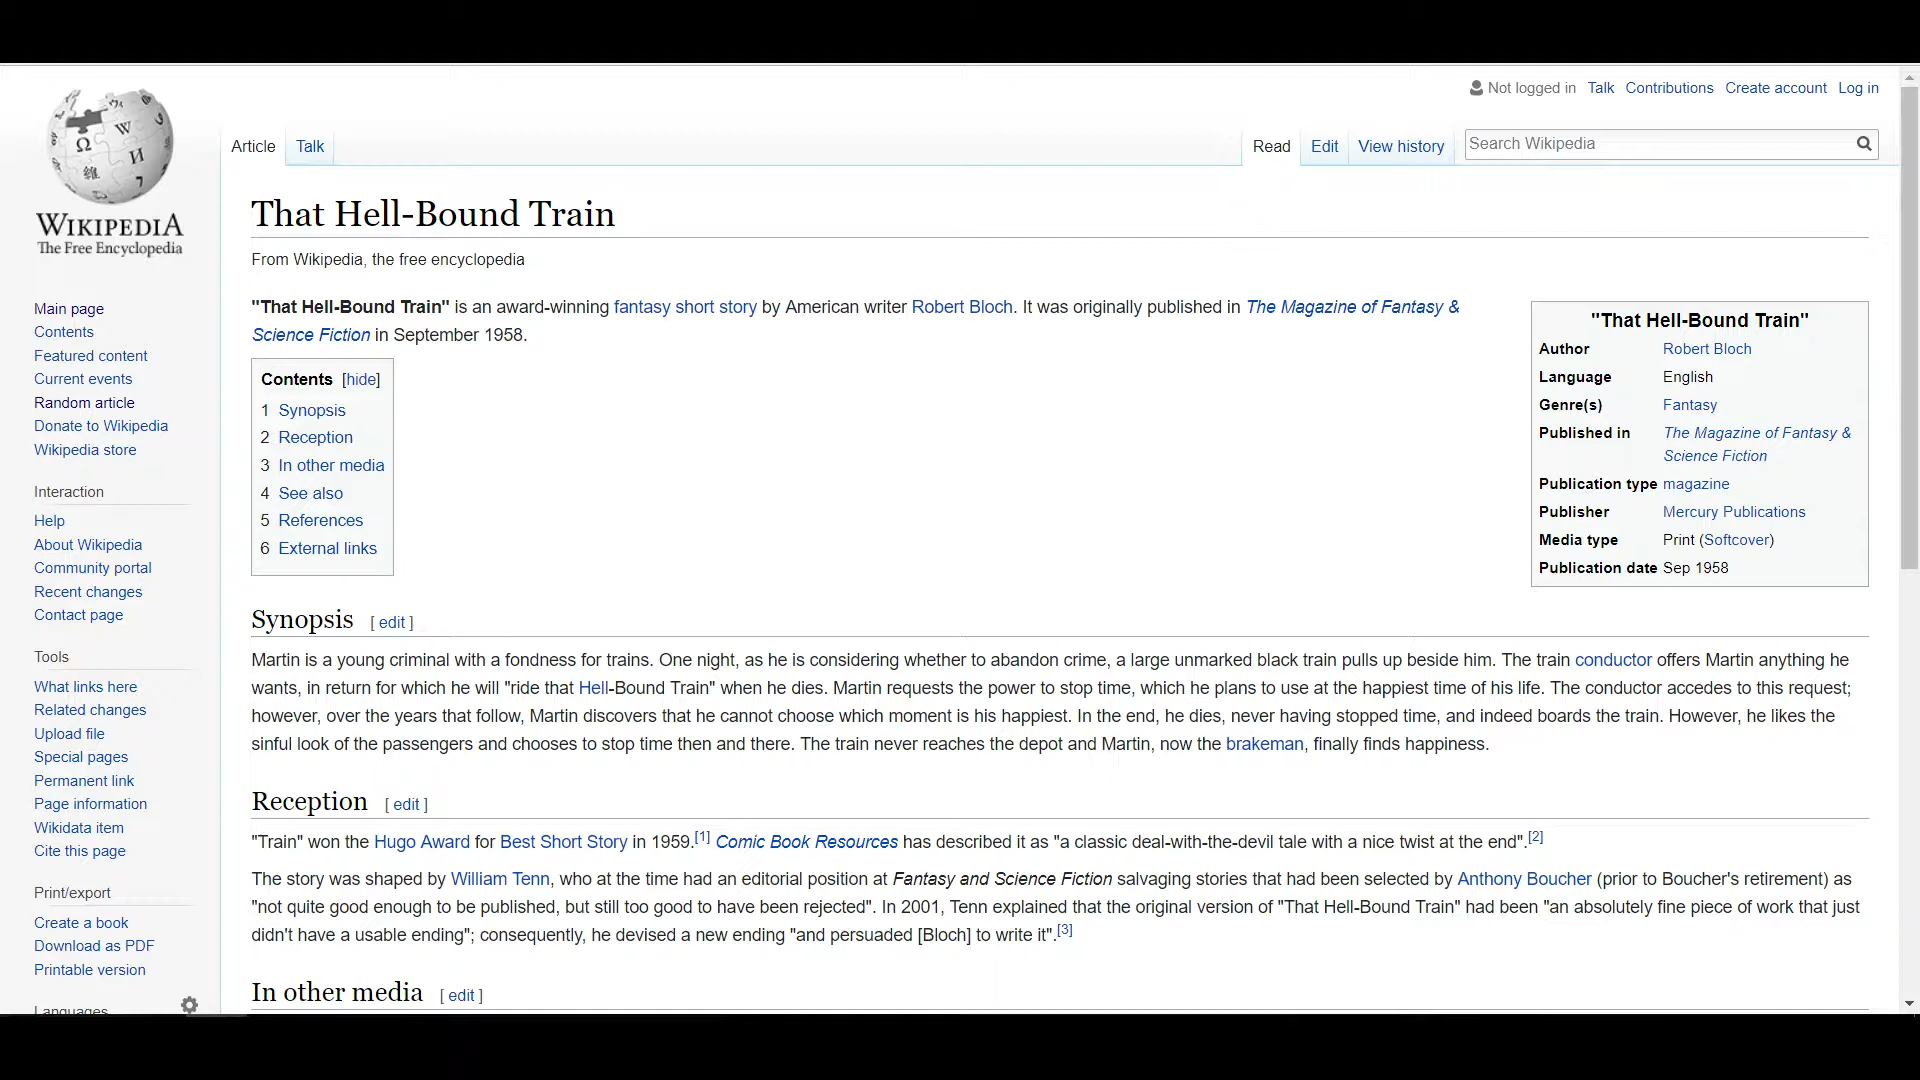 Not logged in Talk Contributions Create account Log in
Article Talk Read Edit View history Search Wikipedia
WIKIPEDIA
The Free Encyclopedia
Main page
Contents
Featured content
Current events
Random article
Donate to Wikipedia
Wikipedia store
Interaction
Help
About Wikipedia
Community portal
Recent changes
Contact page
Tools
What links here
Related changes
Upload file
Special pages
Permanent link
Page information
Wikidata item
Cite this page
Print/export
Create a book
Download as PDF
Printable version
Languages
That Hell-Bound Train
From Wikipedia, the free encyclopedia
"That Hell-Bound Train" is an award-winning fantasy short story by American writer Robert Bloch. It was originally published in The Magazine of Fantasy &
Science Fiction in September 1958.
"That Hell-Bound Train"
Author Robert Bloch
Language English
Genre(s) Fantasy
Published in The Magazine of Fantasy &
Science Fiction
Publication type magazine
Publisher Mercury Publications
Media type Print (Softcover)
Publication date Sep 1958
Contents [hide]
1 Synopsis
2 Reception
3 In other media
4 See also
5 References
6 External links
Synopsis [ edit ]
Martin is a young criminal with a fondness for trains. One night, as he is considering whether to abandon crime, a large unmarked black train pulls up beside him. The train conductor offers Martin anything he
wants, in return for which he will "ride that Hell-Bound Train" when he dies. Martin requests the power to stop time, which he plans to use at the happiest time of his life. The conductor accedes to this request;
however, over the years that follow, Martin discovers that he cannot choose which moment is his happiest. In the end, he dies, never having stopped time, and indeed boards the train. However, he likes the
sinful look of the passengers and chooses to stop time then and there. The train never reaches the depot and Martin, now the brakeman, finally finds happiness.
Reception [ edit ]
"Train" won the Hugo Award for Best Short Story in 1959.[1] Comic Book Resources has described it as "a classic deal-with-the-devil tale with a nice twist at the end".[2]
The story was shaped by William Tenn, who at the time had an editorial position at Fantasy and Science Fiction salvaging stories that had been selected by Anthony Boucher (prior to Boucher's retirement) as
"not quite good enough to be published, but still too good to have been rejected". In 2001, Tenn explained that the original version of "That Hell-Bound Train" had been "an absolutely fine piece of work that just
didn't have a usable ending"; consequently, he devised a new ending "and persuaded [Bloch] to write it".[3]
In other media [ edit ]